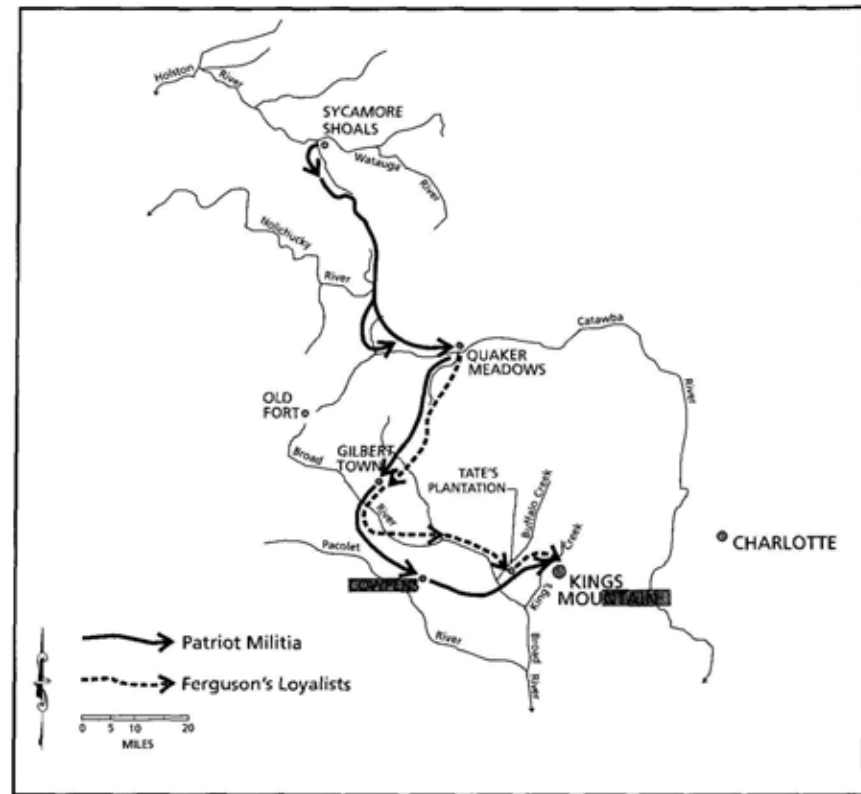 Holston
River
SYCAMORE
SHOALS
Watauga
River
Nolichucky
River
Catawba
River
QUAKER
MEADOWS
OLD
FORT
Broad
River
GILBERT
TOWN
TATE'S
PLANTATION
Buffalo Creek
King's
Creek
Pacolet
River
COWPENS
KINGS
MOUNTAIN
CHARLOTTE
Broad
River
Patriot Militia
Ferguson's Loyalists
0 5 10 20
MILES